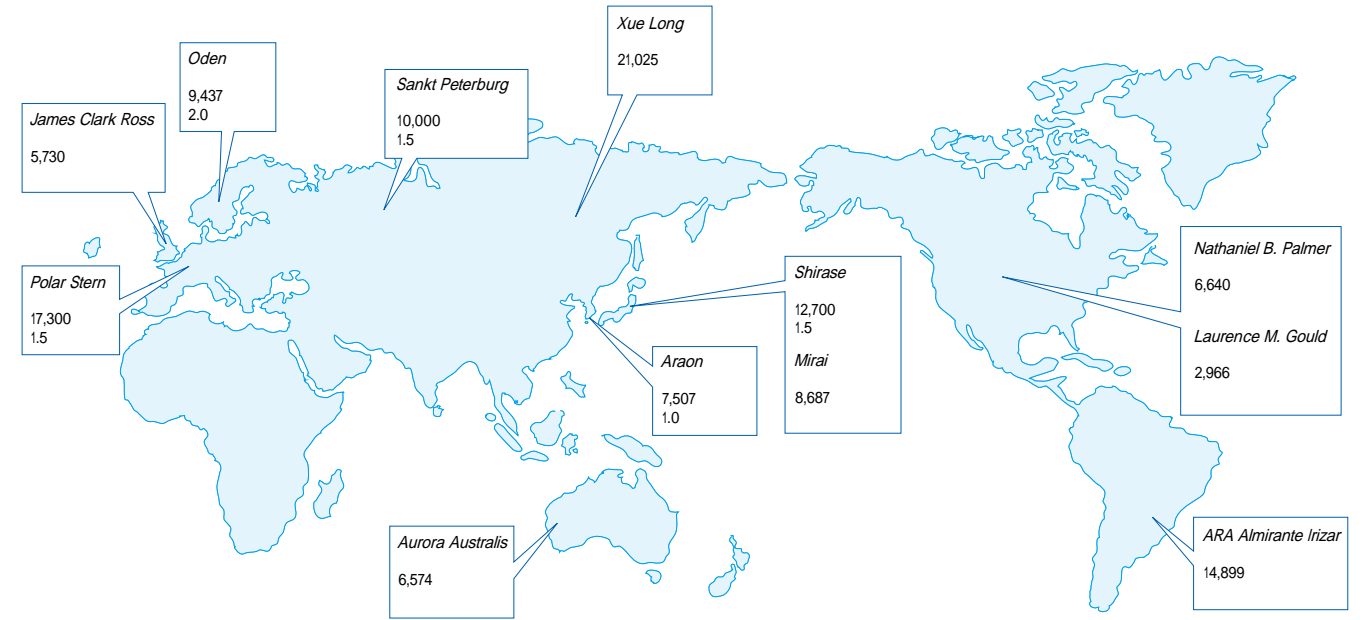 Xue Long
21,025
Oden
9,437
2.0
Sankt Peterburg
10,000
1.5
James Clark Ross
5,730
Polar Stern
17,300
1.5
Shirase
12,700
1.5
Mirai
8,687
Araon
7,507
1.0
Nathaniel B. Palmer
6,640
Laurence M. Gould
2,966
Aurora Australis
6,574
ARA Almirante Irizar
14,899